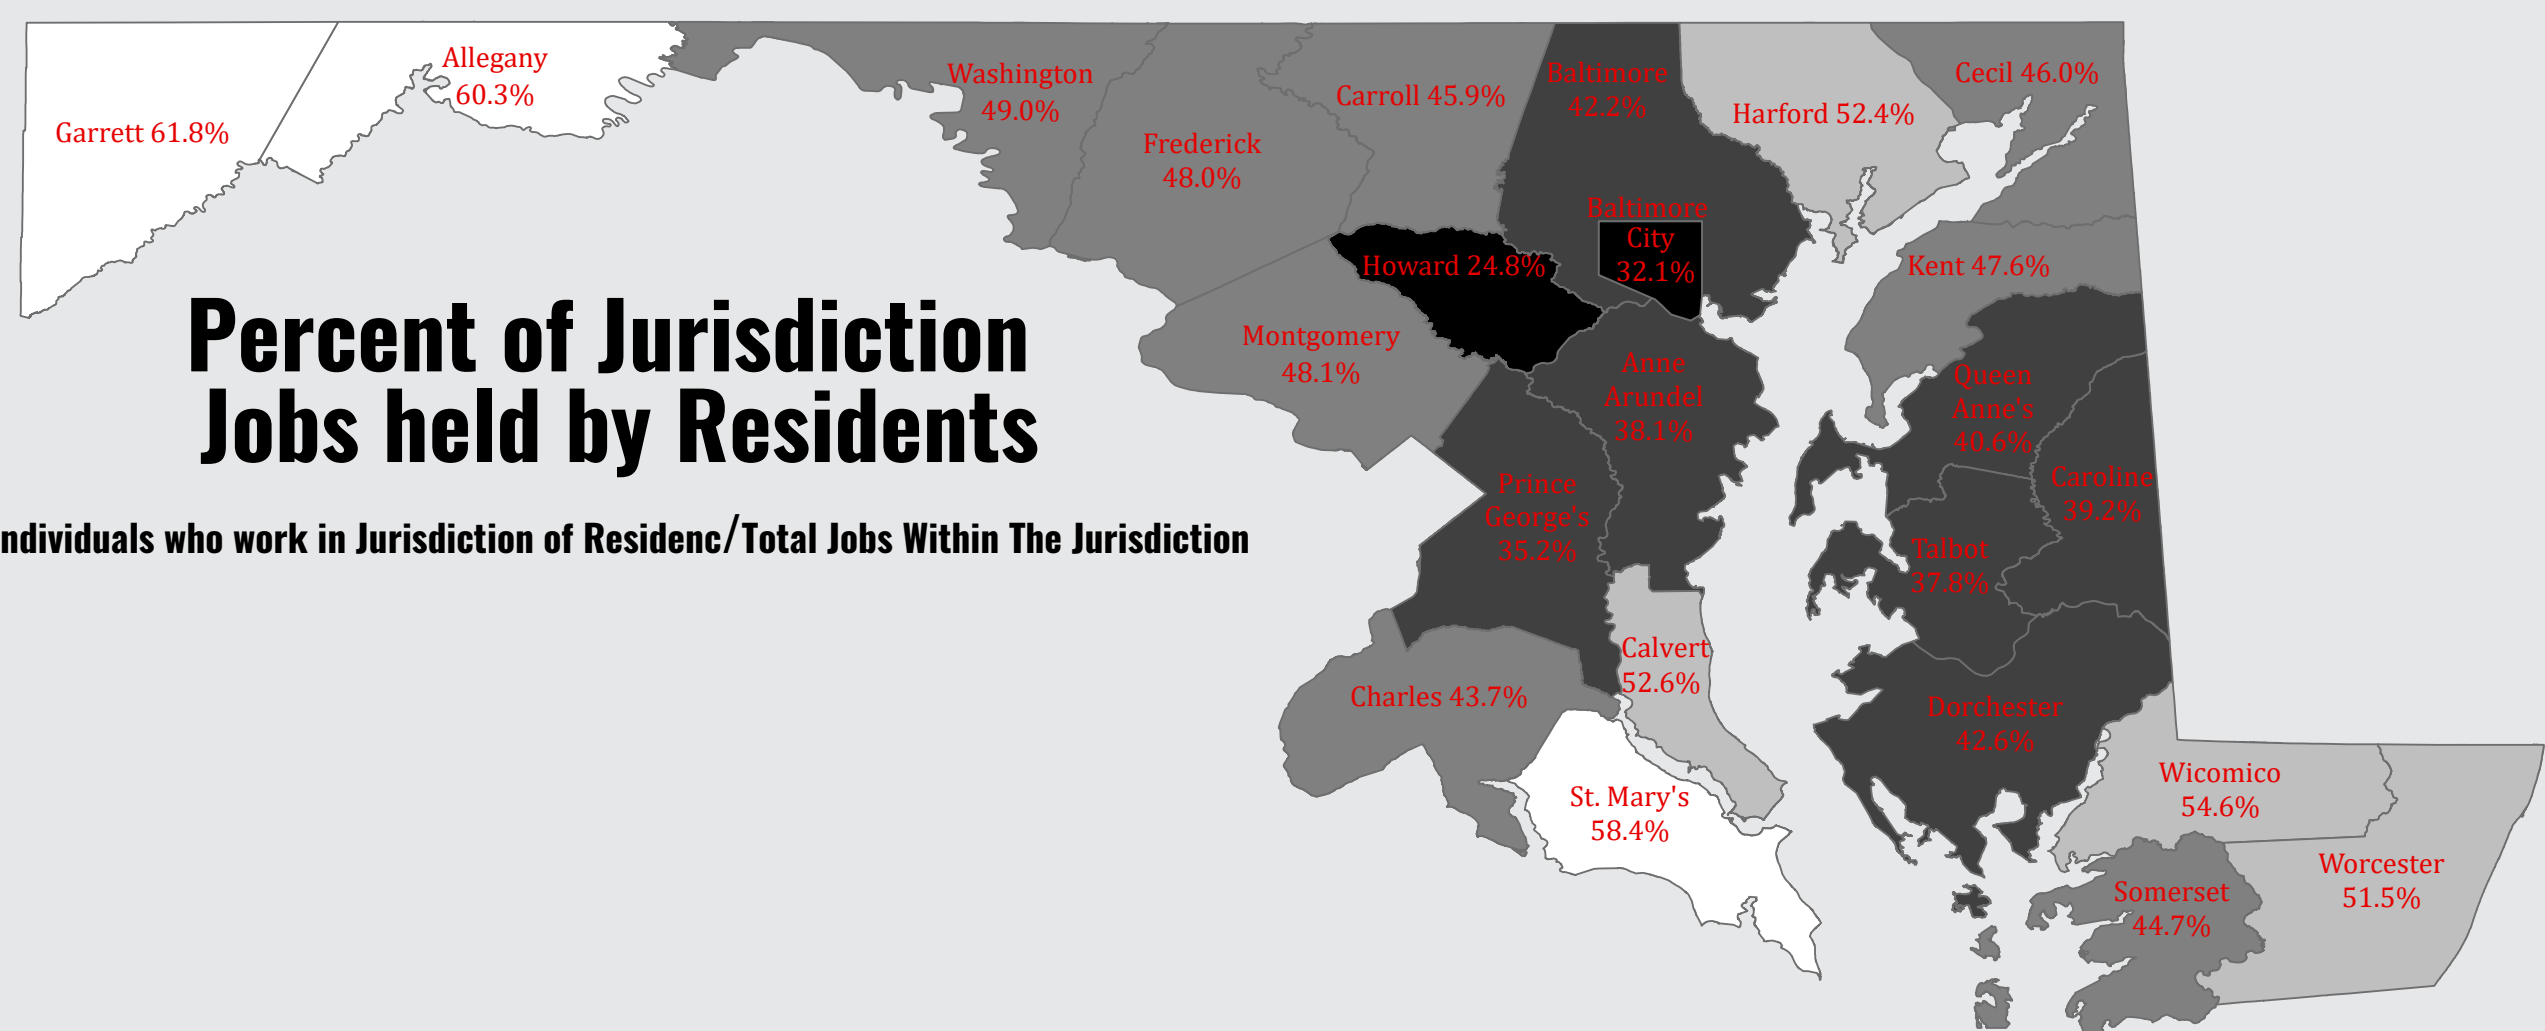 Allegany
60.3%
Garrett 61.8%
Washington
49.0%
Frederick
48.0%
Carroll 45.9%
Baltimore
42.2%
Harford 52.4%
Cecil 46.0%
Baltimore
City
32.1%
Howard 24.8%
Kent 47.6%
Montgomery
48.1%
Anne
Arundel
38.1%
Queen
Anne's
40.6%
Caroline
39.2%
Prince
George's
35.2%
Talbot
37.8%
Calvert
52.6%
Charles 43.7%
Dorchester
42.6%
St. Mary's
58.4%
Wicomico
54.6%
Worcester
51.5%
Somerset
44.7%
Percent of Jurisdiction
Jobs held by Residents
ndividuals who work in Jurisdiction of Residenc/Total Jobs Within The Jurisdiction